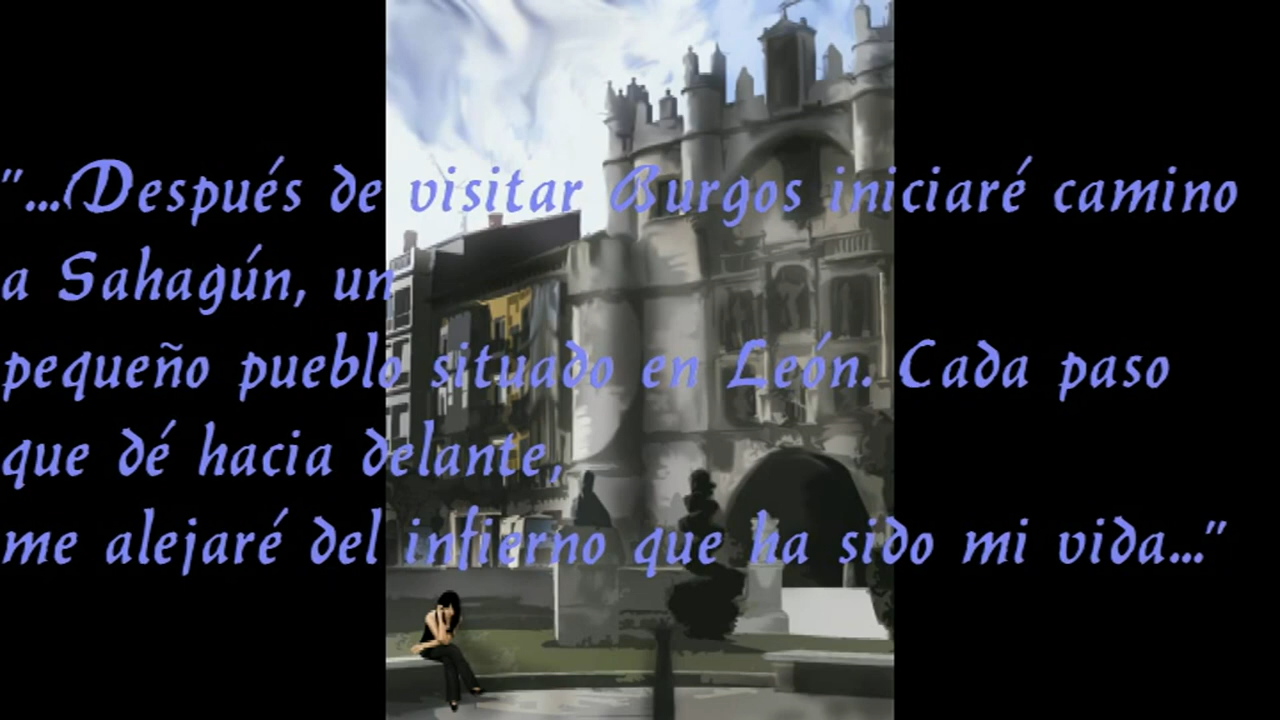 "...Después de visitar Burgos iniciaré camino
a Sahagún, un
pequeño pueblo situado en León. Cada paso
que dé hacia delante,
me alejaré del infierno que ha sido mi vida..."